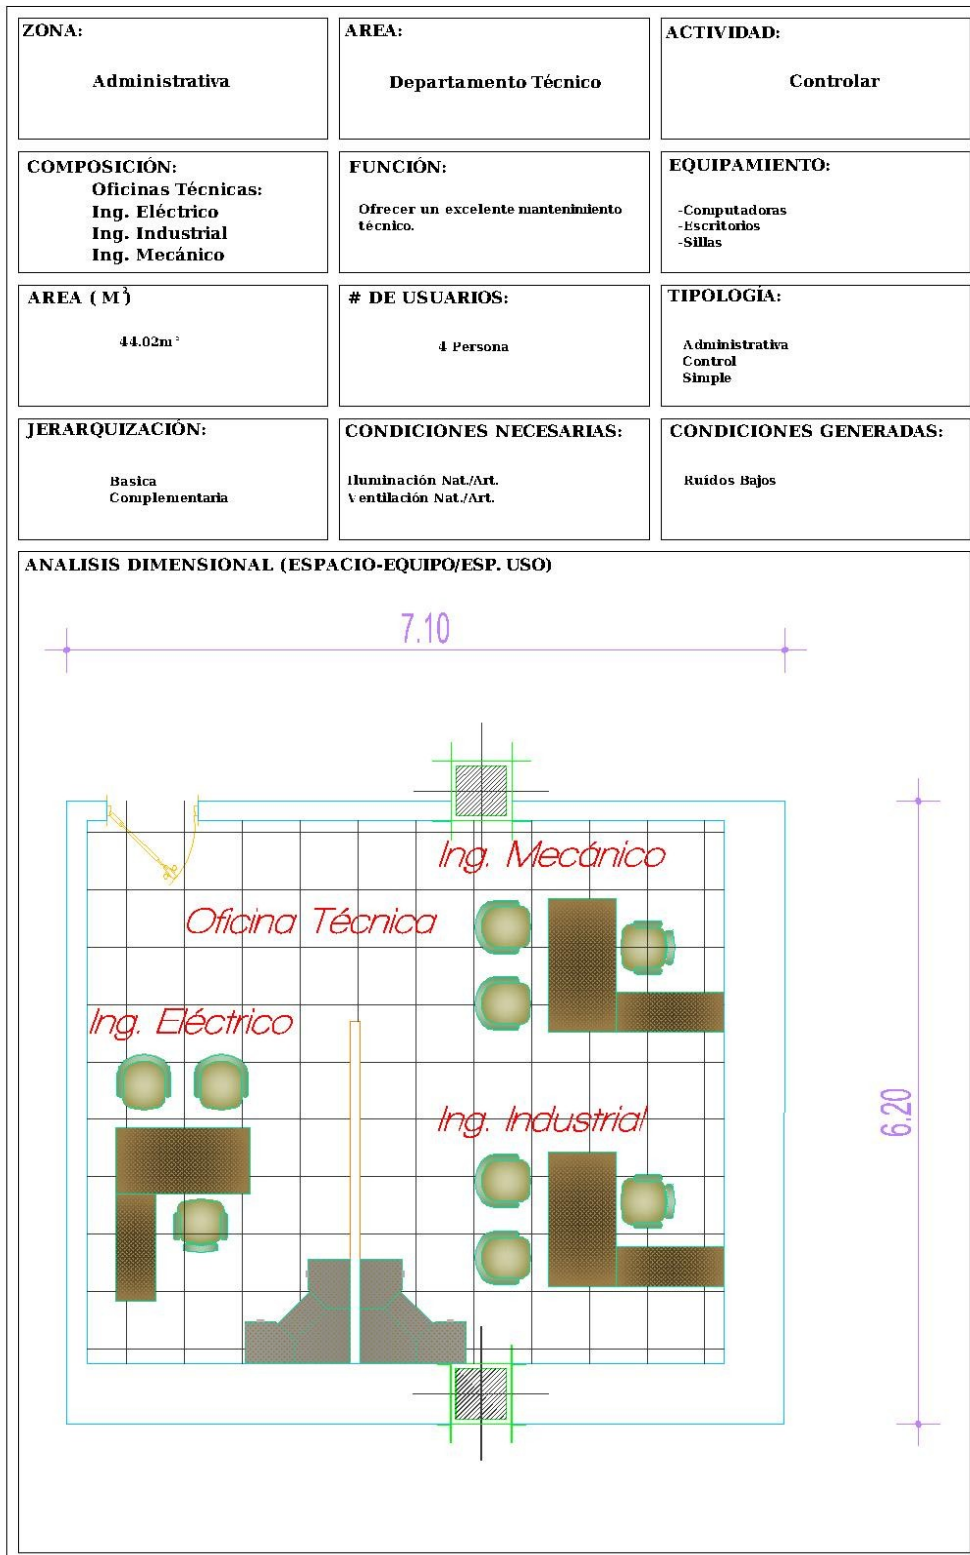 ZONA:
Administrativa
AREA:
Departamento Técnico
ACTIVIDAD:
Controlar
COMPOSICIÓN:
Oficinas Técnicas:
Ing. Eléctrico
Ing. Industrial
Ing. Mecánico
FUNCIÓN:
Ofrecer un excelente mantenimiento
técnico.
EQUIPAMIENTO:
-Computadoras
-Escritorios
-Sillas
AREA ( M²)
44.02m²
# DE USUARIOS:
4 Persona
TIPOLOGÍA:
Administrativa
Control
Simple
JERARQUIZACIÓN:
Basica
Complementaria
CONDICIONES NECESARIAS:
Iluminación Nat./Art.
Ventilación Nat./Art.
CONDICIONES GENERADAS:
Ruídos Bajos
ANALISIS DIMENSIONAL (ESPACIO-EQUIPO/ESP. USO)
7.10
Ing. Mecánico
Oficina Técnica
Ing. Eléctrico
Ing. Industrial
6.20